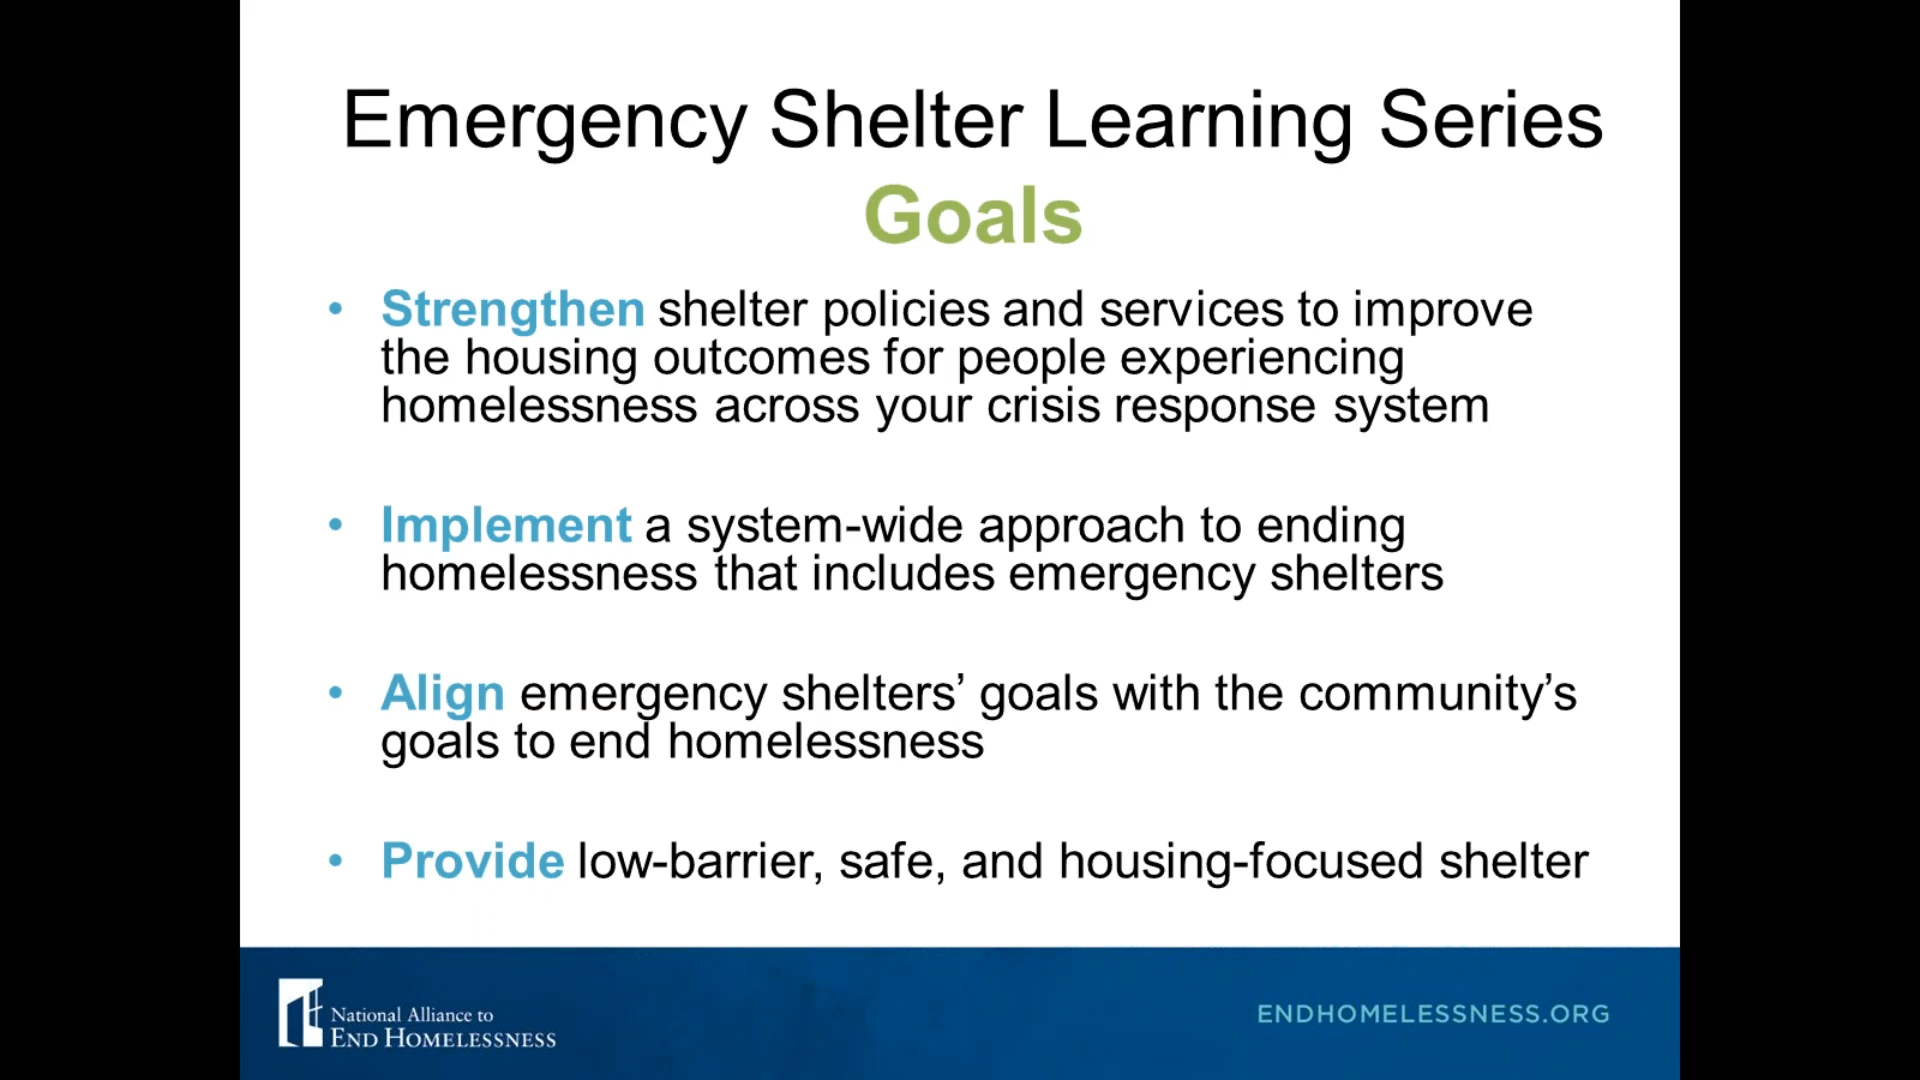 Emergency Shelter Learning Series
Goals
• Strengthen shelter policies and services to improve
the housing outcomes for people experiencing
homelessness across your crisis response system
• Implement a system-wide approach to ending
homelessness that includes emergency shelters
• Align emergency shelters’ goals with the community’s
goals to end homelessness
• Provide low-barrier, safe, and housing-focused shelter
National Alliance to
END HOMELESSNESS
ENDHOMELESSNESS.ORG